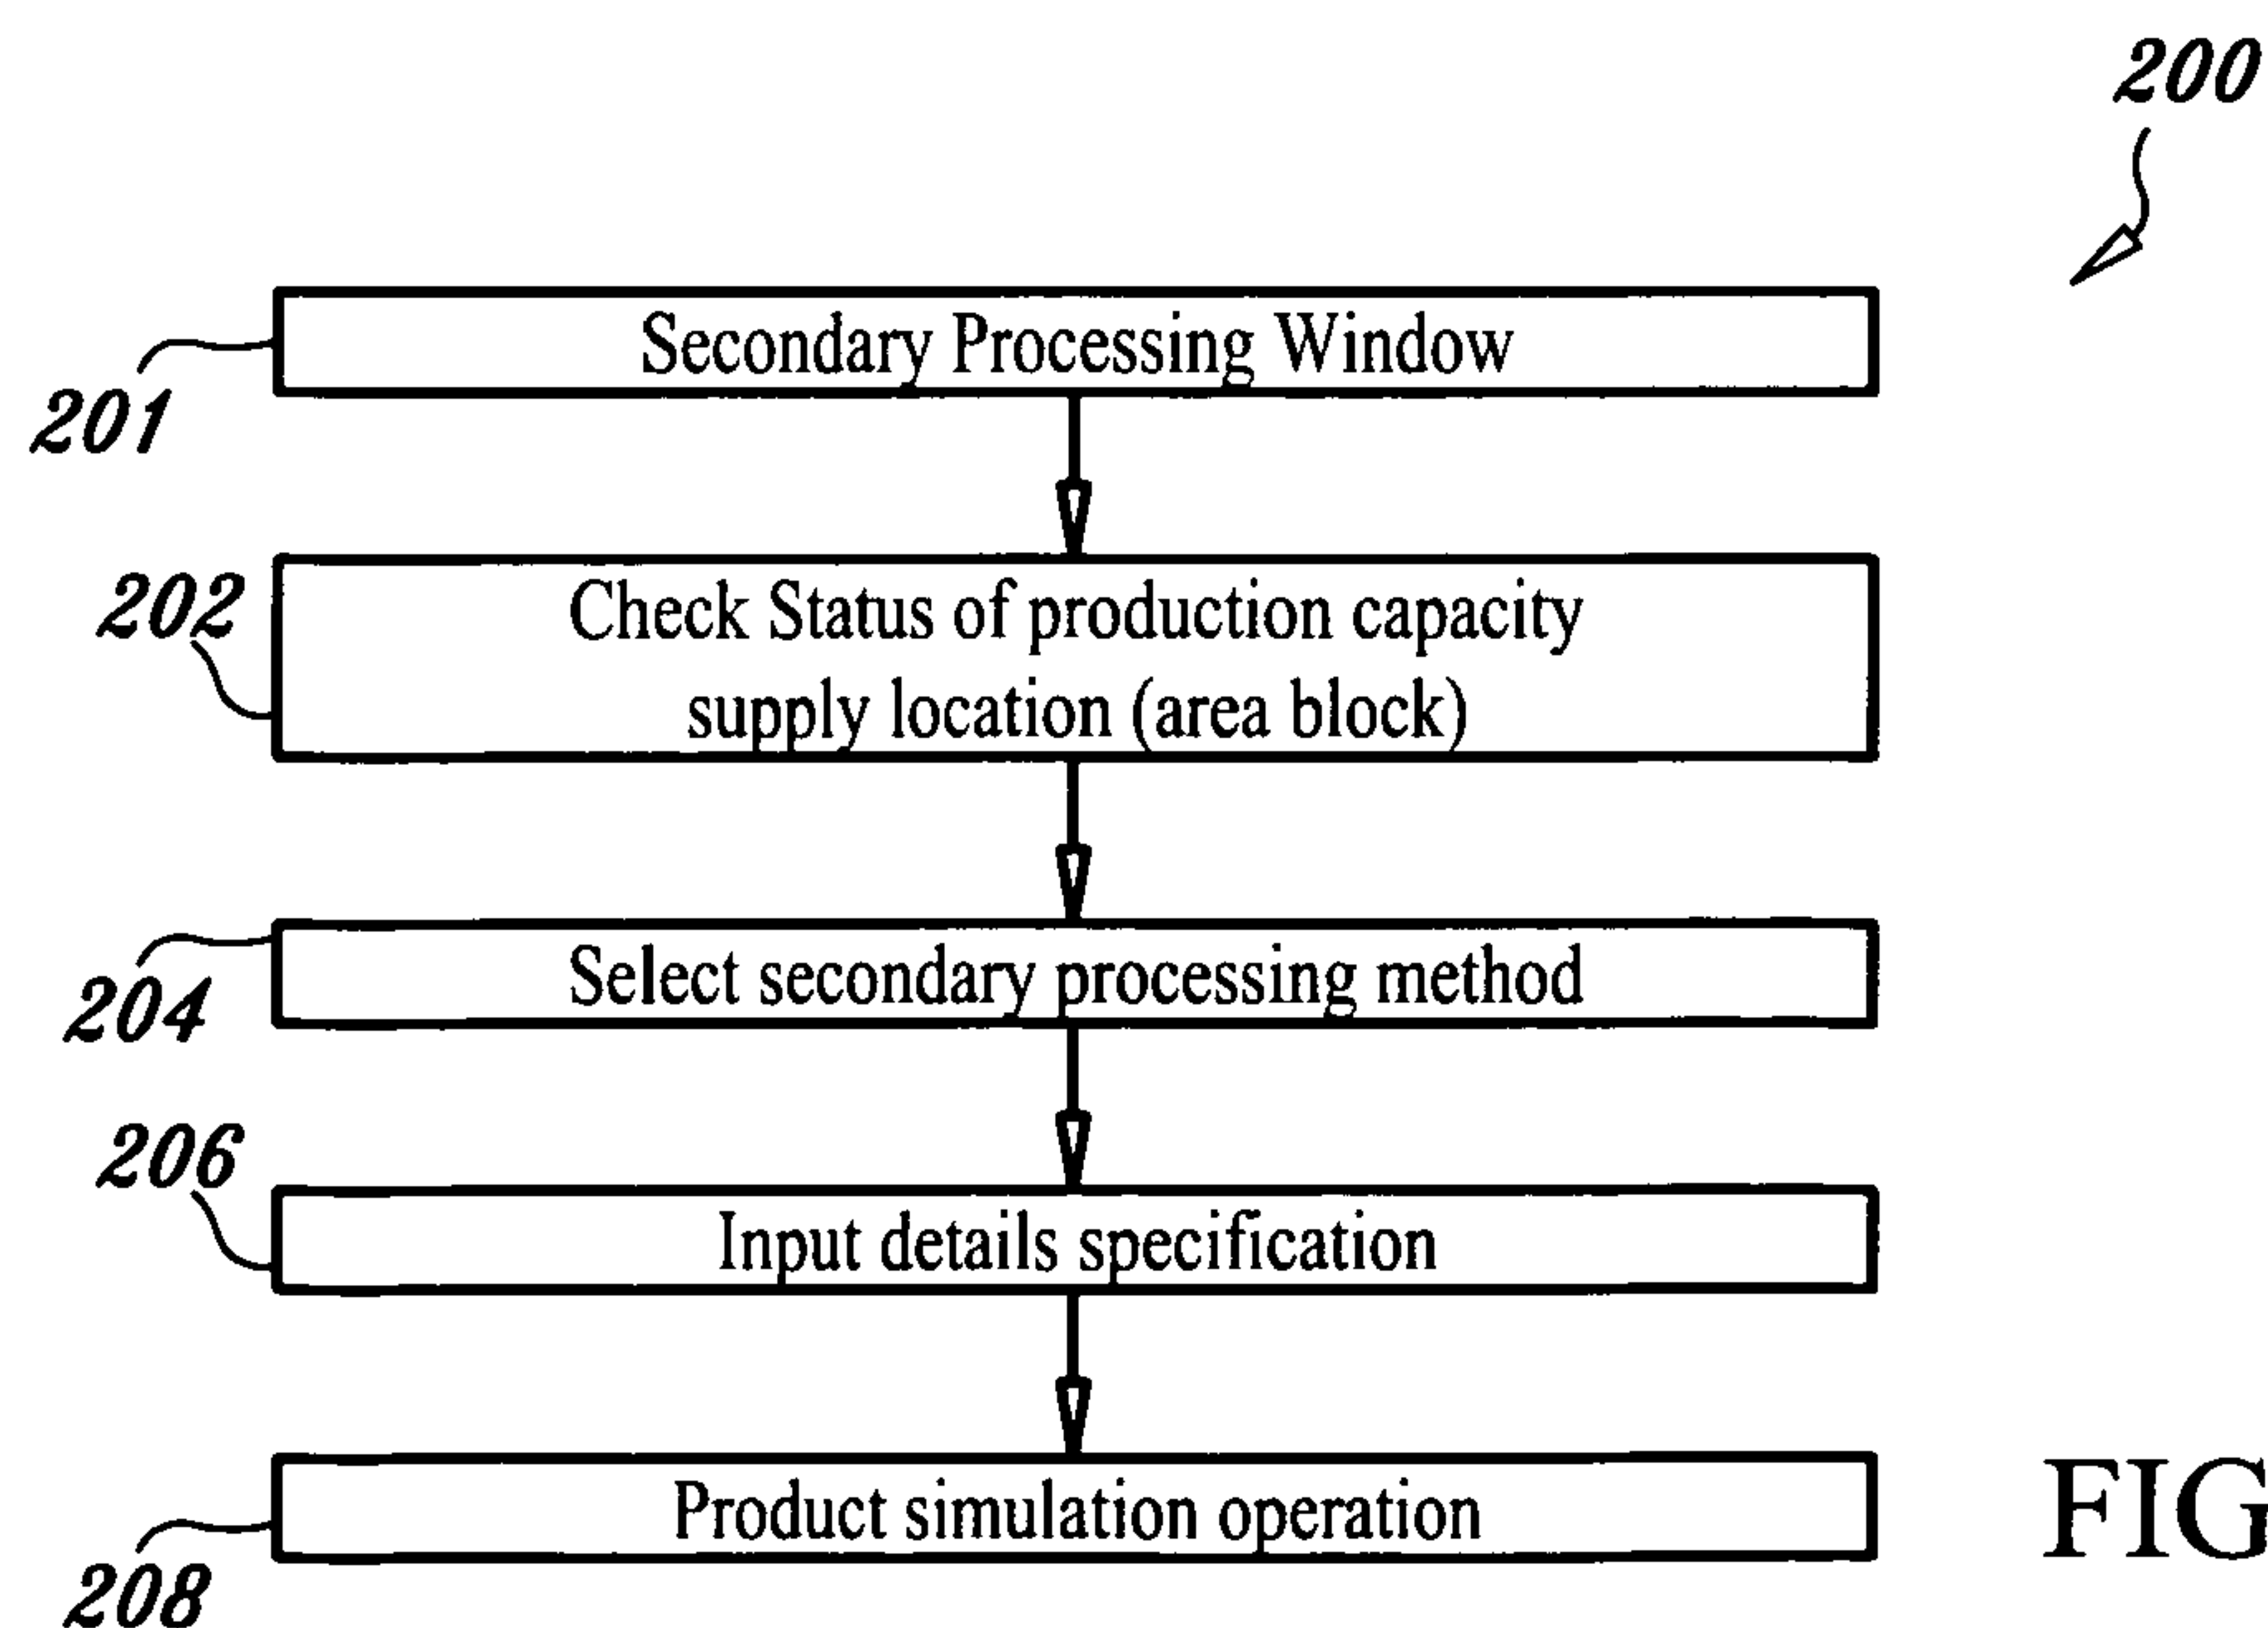 200
Secondary Processing Window
201
Check Status of production capacity
202
supply location (area block)
Select secondary processing method
204
206
Input details specification
Product simulation operation
FIG
208